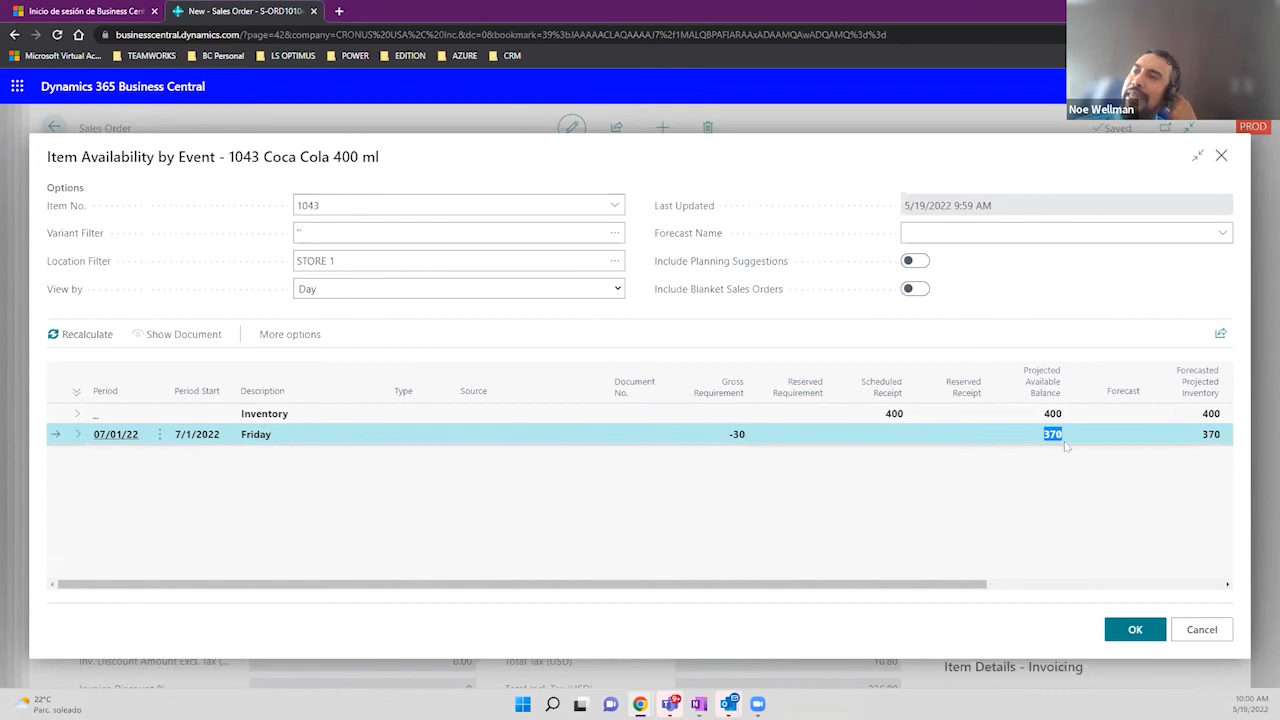 Inicio de sesión de Business Cent
New - Sales Order - S-ORD1010
businesscentral.dynamics.com/?page=42&company=CRONUS%20USA%2C%20Inc.&dc=0&bookmark=39%3bJAAAAACLAQAAAAJ7%2f1MALQBPAFIARAAxADAAMQAwADQAMQ%3d%3d
Microsoft Virtual Ac...
TEAMWORKS
BC Personal
LS OPTIMUS
POWER
EDITION
AZURE
CRM
Noe Wellman
Dynamics 365 Business Central
Sales Order
Saved
PROD
Item Availability by Event - 1043 Coca Cola 400 ml
Options
Item No.
1043
Last Updated
5/19/2022 9:59 AM
Variant Filter
''
Forecast Name
Location Filter
STORE 1
Include Planning Suggestions
View by
Day
Include Blanket Sales Orders
Recalculate
Show Document
More options
Period
Period Start
Description
Type
Source
Document No.
Gross Requirement
Reserved Requirement
Scheduled Receipt
Reserved Receipt
Projected Available Balance
Forecast
Forecasted Projected Inventory
_ Inventory 400 400 400
07/01/22 7/1/2022 Friday -30 370 370
OK
Cancel
Inv. Discount Amount Excl. Tax (...
0.00
Total Tax (USD)
10.80
Item Details - Invoicing
Invoice Discount %
0
Total Incl. Tax (USD)
22°C
Parc. soleado
10:00 AM
5/19/2022